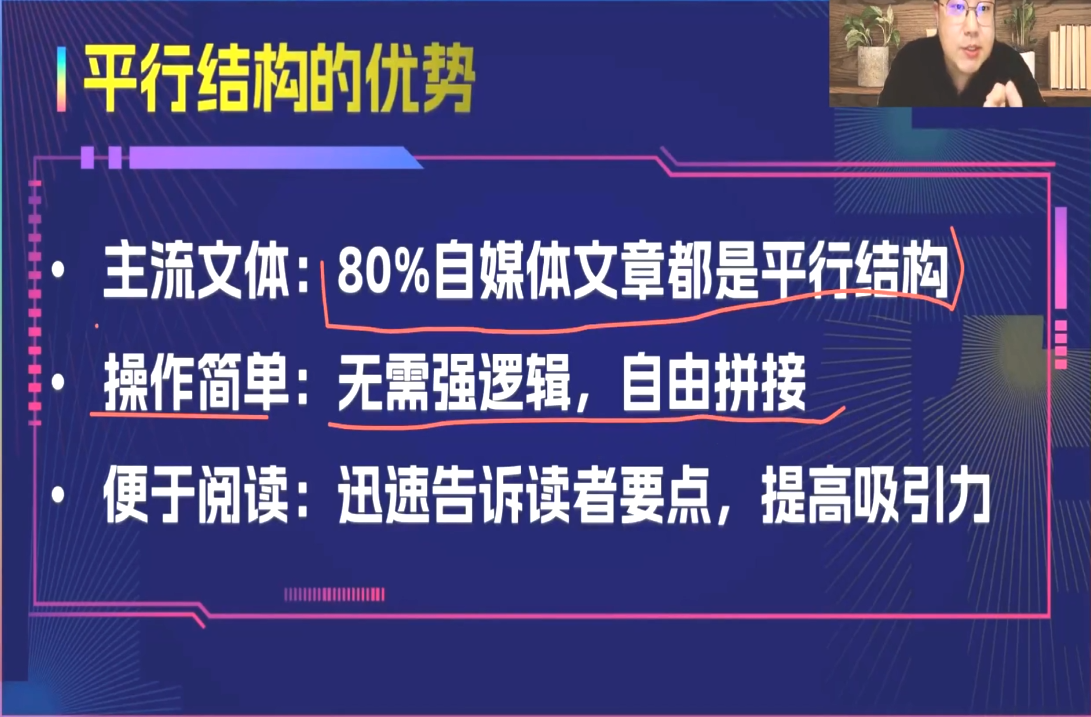 平行结构的优势
• 主流文体：80%自媒体文章都是平行结构
• 操作简单：无需强逻辑，自由拼接
• 便于阅读：迅速告诉读者要点，提高吸引力